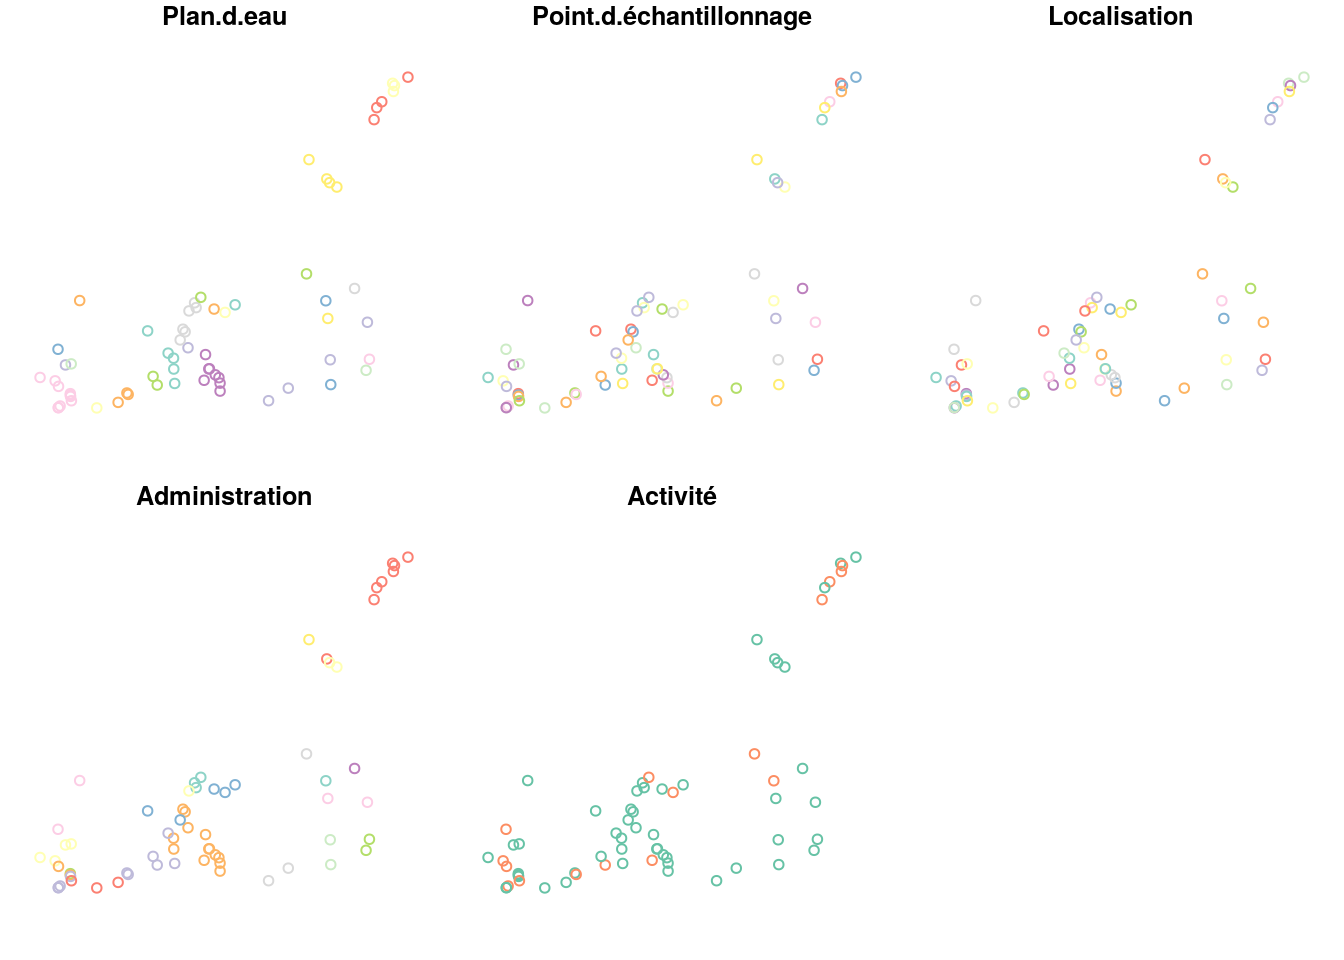 Plan.d.eau
Point.d.échantillonnage
Localisation
Administration
Activité